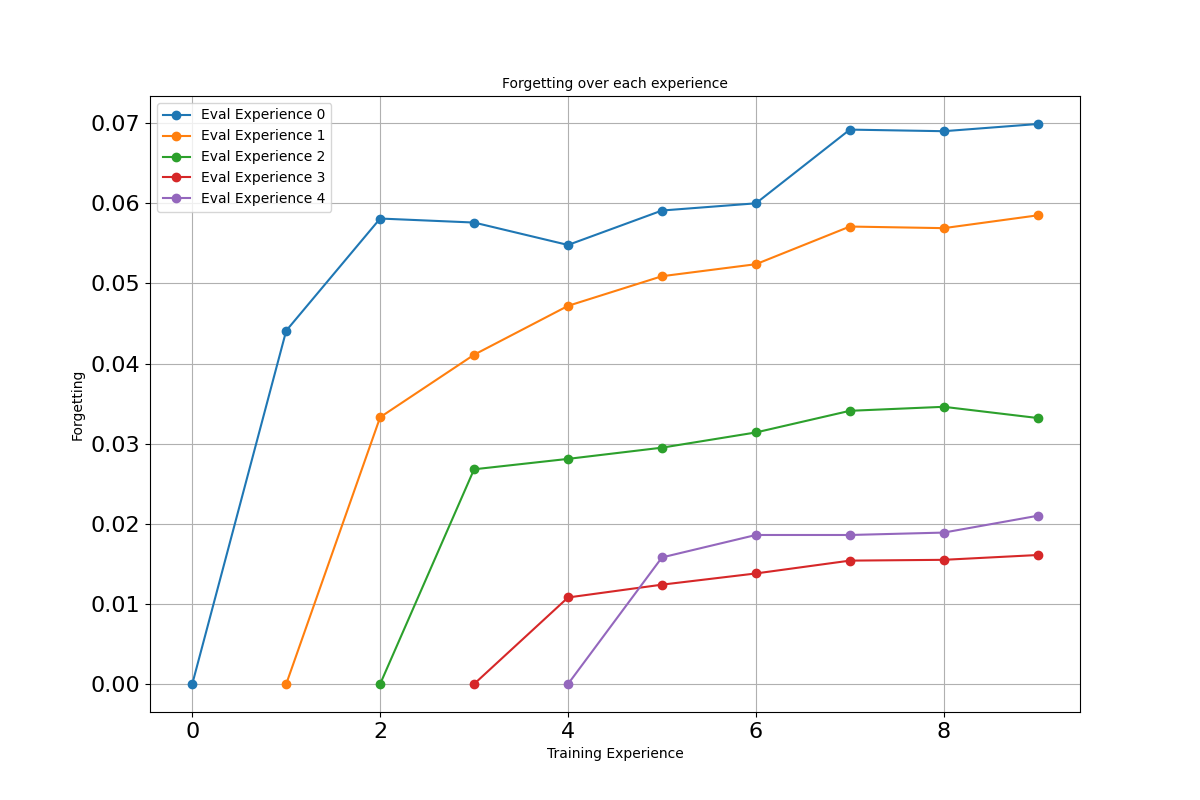 Forgetting over each experience
Eval Experience 0
Eval Experience 1
Eval Experience 2
Eval Experience 3
Eval Experience 4
0.07
0.06
0.05
0.04
0.03
0.02
0.01
0.00
Forgetting
0 2 4 6 8
Training Experience